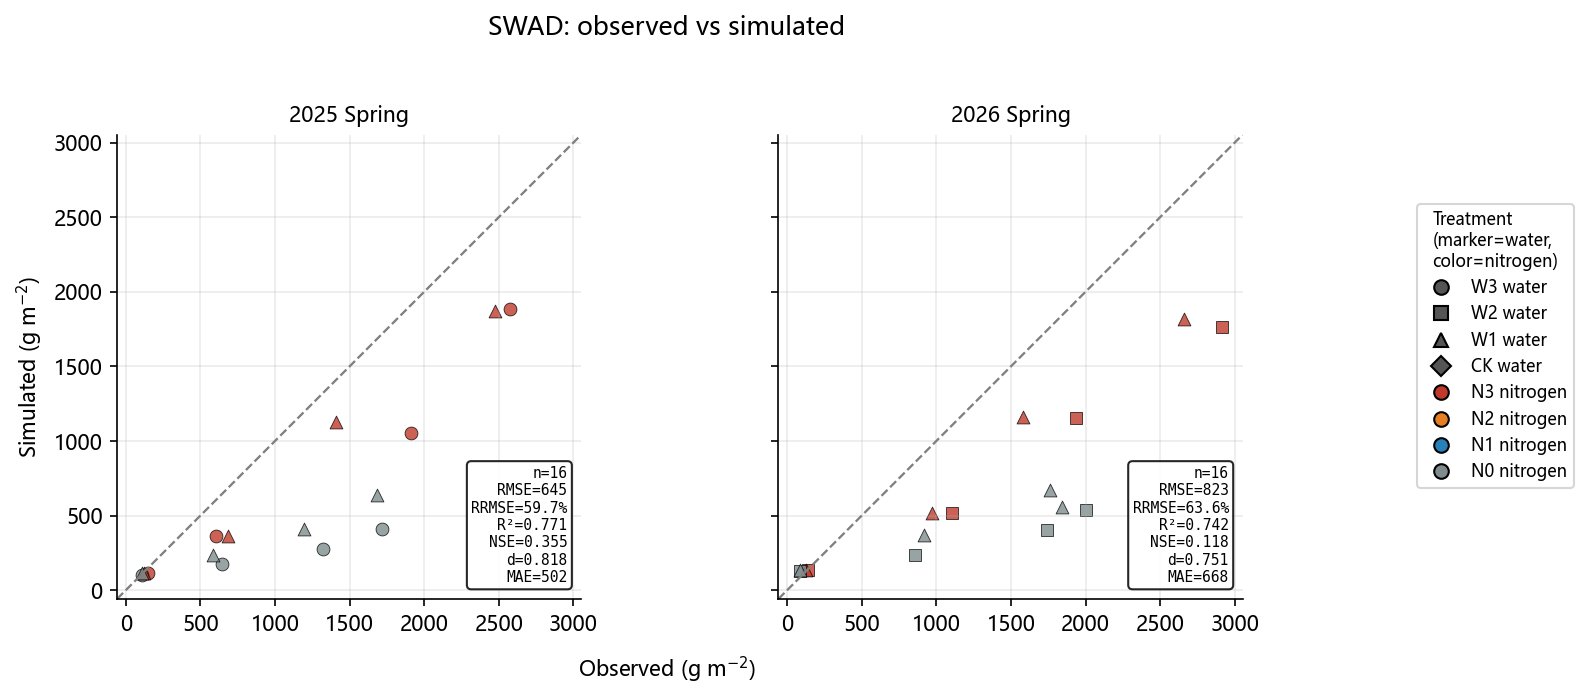 SWAD: observed vs simulated
2025 Spring
2026 Spring
Simulated (g m⁻²)
3000
2500
2000
1500
1000
500
0
0 500 1000 1500 2000 2500 3000
n=16
RMSE=645
RRMSE=59.7%
R²=0.771
NSE=0.355
d=0.818
MAE=502
0 500 1000 1500 2000 2500 3000
n=16
RMSE=823
RRMSE=63.6%
R²=0.742
NSE=0.118
d=0.751
MAE=668
Observed (g m⁻²)
Treatment
(marker=water,
color=nitrogen)
W3 water
W2 water
W1 water
CK water
N3 nitrogen
N2 nitrogen
N1 nitrogen
N0 nitrogen